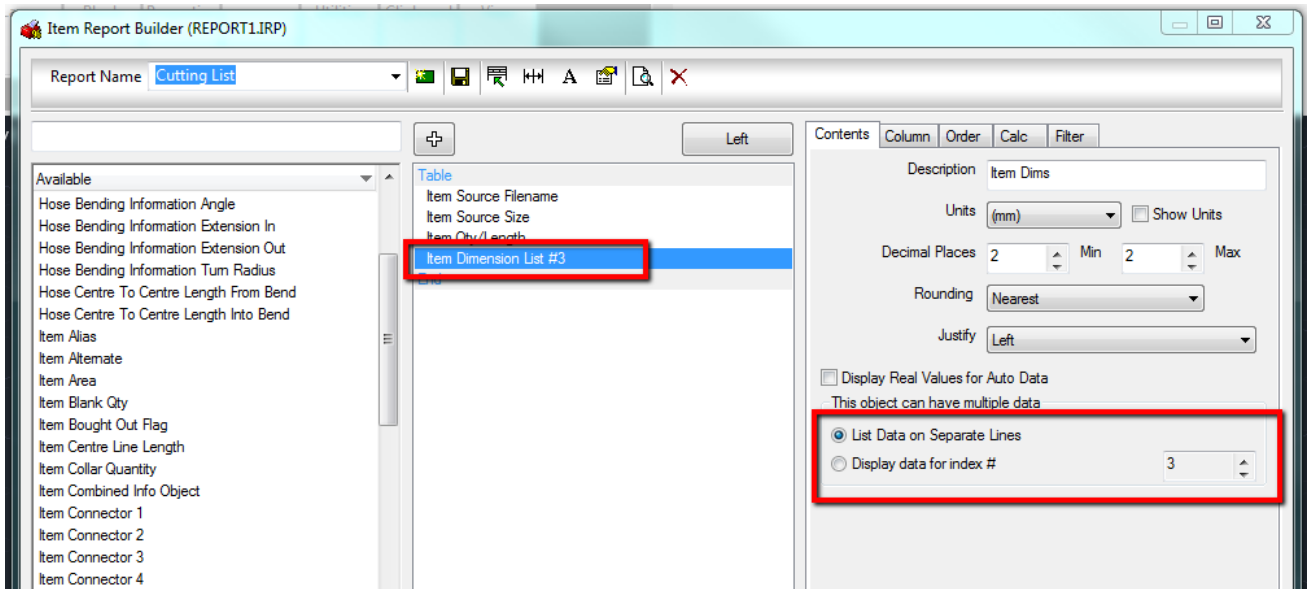 Item Report Builder (REPORT1.IRP)
Report Name Cutting List
A
Left
Available
Hose Bending Information Angle
Hose Bending Information Extension In
Hose Bending Information Extension Out
Hose Bending Information Turn Radius
Hose Centre To Centre Length From Bend
Hose Centre To Centre Length Into Bend
Item Alias
Item Alternate
Item Area
Item Blank Qty
Item Bought Out Flag
Item Centre Line Length
Item Collar Quantity
Item Combined Info Object
Item Connector 1
Item Connector 2
Item Connector 3
Item Connector 4
Table
Item Source Filename
Item Source Size
Item Qty/Length
Item Dimension List #3
End
Contents Column Order Calc Filter
Description Item Dims
Units (mm) Show Units
Decimal Places 2 Min 2 Max
Rounding Nearest
Justify Left
Display Real Values for Auto Data
This object can have multiple data
List Data on Separate Lines
Display data for index # 3